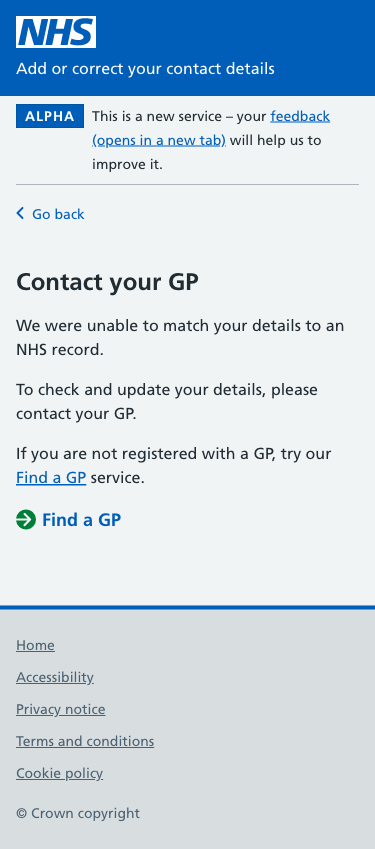 NHS
Add or correct your contact details
ALPHA
This is a new service – your feedback
(opens in a new tab) will help us to
improve it.
Go back
Contact your GP
We were unable to match your details to an
NHS record.
To check and update your details, please
contact your GP.
If you are not registered with a GP, try our
Find a GP service.
Find a GP
Home
Accessibility
Privacy notice
Terms and conditions
Cookie policy
© Crown copyright